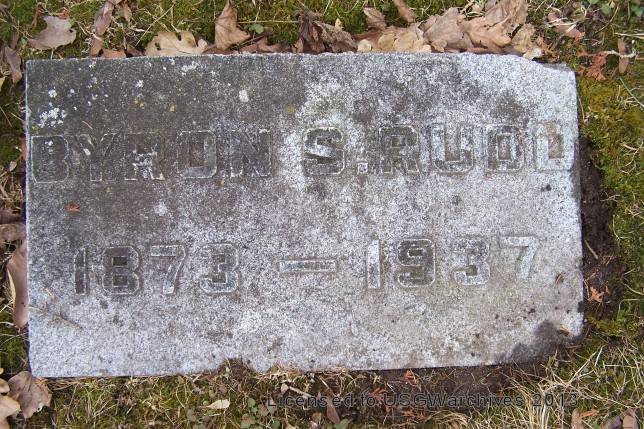 BYRON S. RUDD
1873 — 1937
Licensed to USGWarchives 2013